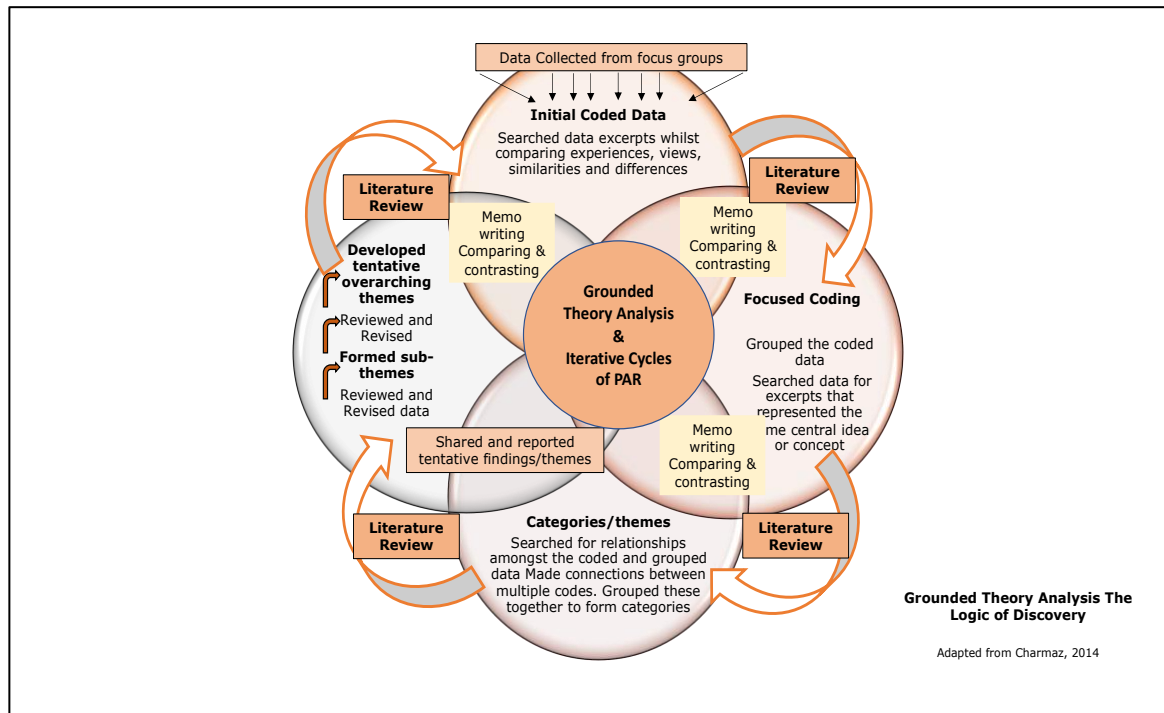 Data Collected from focus groups
Initial Coded Data
Searched data excerpts whilst
comparing experiences, views,
similarities and differences
Literature
Review
Literature
Review
Memo
writing
Comparing &
contrasting
Memo
writing
Comparing &
contrasting
Developed
tentative
overarching
themes
Reviewed and
Revised
Formed sub-
themes
Reviewed and
Revised data
Grounded
Theory Analysis
&
Iterative Cycles
of PAR
Focused Coding
Grouped the coded
data
Searched data for
excerpts that
represented the
me central idea
or concept
Memo
writing
Comparing &
contrasting
Shared and reported
tentative findings/themes
Literature
Review
Categories/themes
Searched for relationships
amongst the coded and grouped
data Made connections between
multiple codes. Grouped these
together to form categories
Literature
Review
Grounded Theory Analysis The
Logic of Discovery
Adapted from Charmaz, 2014